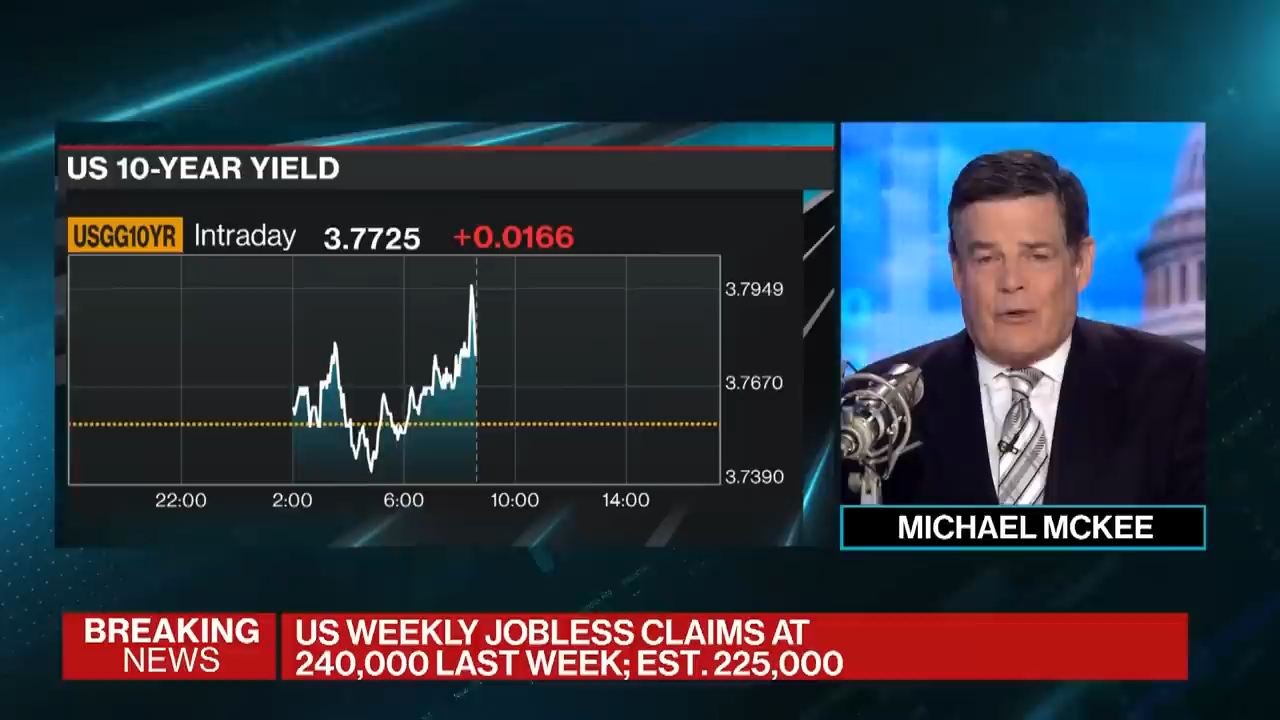 US 10-YEAR YIELD
USGG10YR Intraday 3.7725 +0.0166
3.7949
3.7670
3.7390
22:00 2:00 6:00 10:00 14:00
MICHAEL MCKEE
BREAKING NEWS
US WEEKLY JOBLESS CLAIMS AT
240,000 LAST WEEK; EST. 225,000